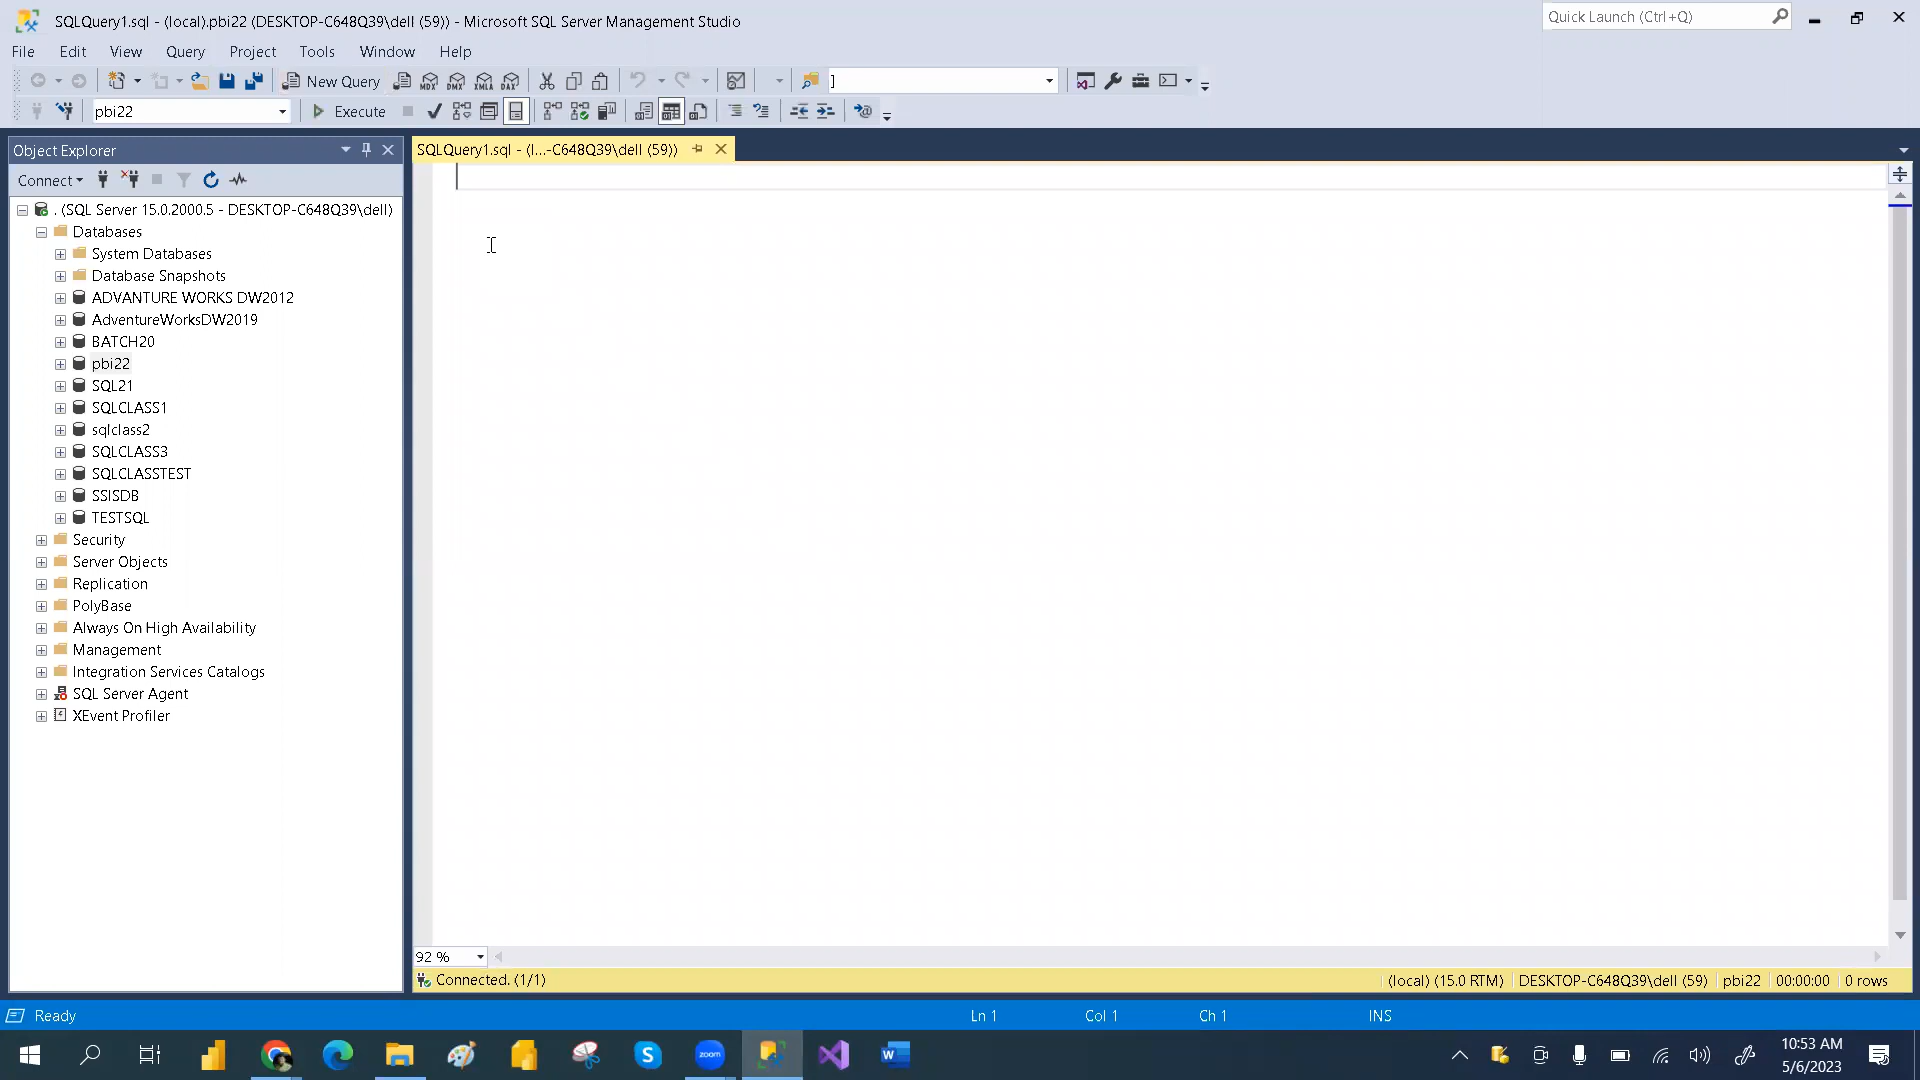 SQLQuery1.sql - (local).pbi22 (DESKTOP-C648Q39\dell (59)) - Microsoft SQL Server Management Studio
Quick Launch (Ctrl+Q)
File Edit View Query Project Tools Window Help
New Query MDX DMX XMLA DAX ]
pbi22 Execute
Object Explorer
SQLQuery1.sql - (l...-C648Q39\dell (59))
Connect
. (SQL Server 15.0.2000.5 - DESKTOP-C648Q39\dell)
Databases
System Databases
Database Snapshots
ADVANTURE WORKS DW2012
AdventureWorksDW2019
BATCH20
pbi22
SQL21
SQLCLASS1
sqlclass2
SQLCLASS3
SQLCLASSTEST
SSISDB
TESTSQL
Security
Server Objects
Replication
PolyBase
Always On High Availability
Management
Integration Services Catalogs
SQL Server Agent
XEvent Profiler
92 %
Connected. (1/1) (local) (15.0 RTM) DESKTOP-C648Q39\dell (59) pbi22 00:00:00 0 rows
Ready Ln 1 Col 1 Ch 1 INS
zoom
10:53 AM
5/6/2023